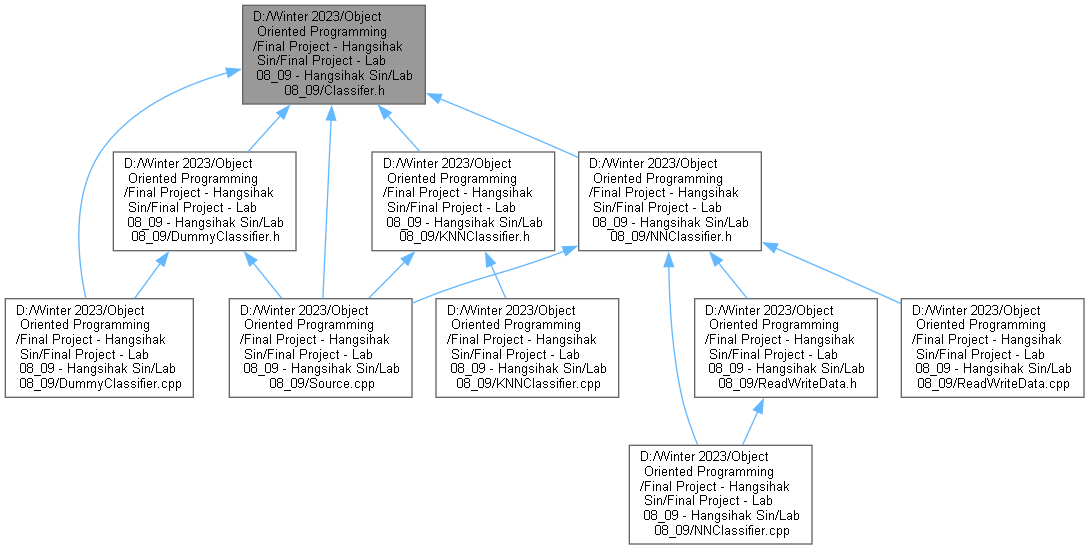 D:/Winter 2023/Object
Oriented Programming
/Final Project - Hangsihak
Sin/Final Project - Lab
08_09 - Hangsihak Sin/Lab
08_09/Classifer.h
D:/Winter 2023/Object
Oriented Programming
/Final Project - Hangsihak
Sin/Final Project - Lab
08_09 - Hangsihak Sin/Lab
08_09/DummyClassifier.h
D:/Winter 2023/Object
Oriented Programming
/Final Project - Hangsihak
Sin/Final Project - Lab
08_09 - Hangsihak Sin/Lab
08_09/KNNClassifier.h
D:/Winter 2023/Object
Oriented Programming
/Final Project - Hangsihak
Sin/Final Project - Lab
08_09 - Hangsihak Sin/Lab
08_09/NNClassifier.h
D:/Winter 2023/Object
Oriented Programming
/Final Project - Hangsihak
Sin/Final Project - Lab
08_09 - Hangsihak Sin/Lab
08_09/DummyClassifier.cpp
D:/Winter 2023/Object
Oriented Programming
/Final Project - Hangsihak
Sin/Final Project - Lab
08_09 - Hangsihak Sin/Lab
08_09/Source.cpp
D:/Winter 2023/Object
Oriented Programming
/Final Project - Hangsihak
Sin/Final Project - Lab
08_09 - Hangsihak Sin/Lab
08_09/KNNClassifier.cpp
D:/Winter 2023/Object
Oriented Programming
/Final Project - Hangsihak
Sin/Final Project - Lab
08_09 - Hangsihak Sin/Lab
08_09/ReadWriteData.h
D:/Winter 2023/Object
Oriented Programming
/Final Project - Hangsihak
Sin/Final Project - Lab
08_09 - Hangsihak Sin/Lab
08_09/ReadWriteData.cpp
D:/Winter 2023/Object
Oriented Programming
/Final Project - Hangsihak
Sin/Final Project - Lab
08_09 - Hangsihak Sin/Lab
08_09/NNClassifier.cpp